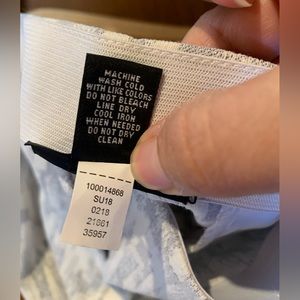 MACHINE
WASH COLD
WITH LIKE COLORS
DO NOT BLEACH
LINE DRY
COOL IRON
WHEN NEEDED
DO NOT DRY
CLEAN
100014868
SU18
0218
21881
35957